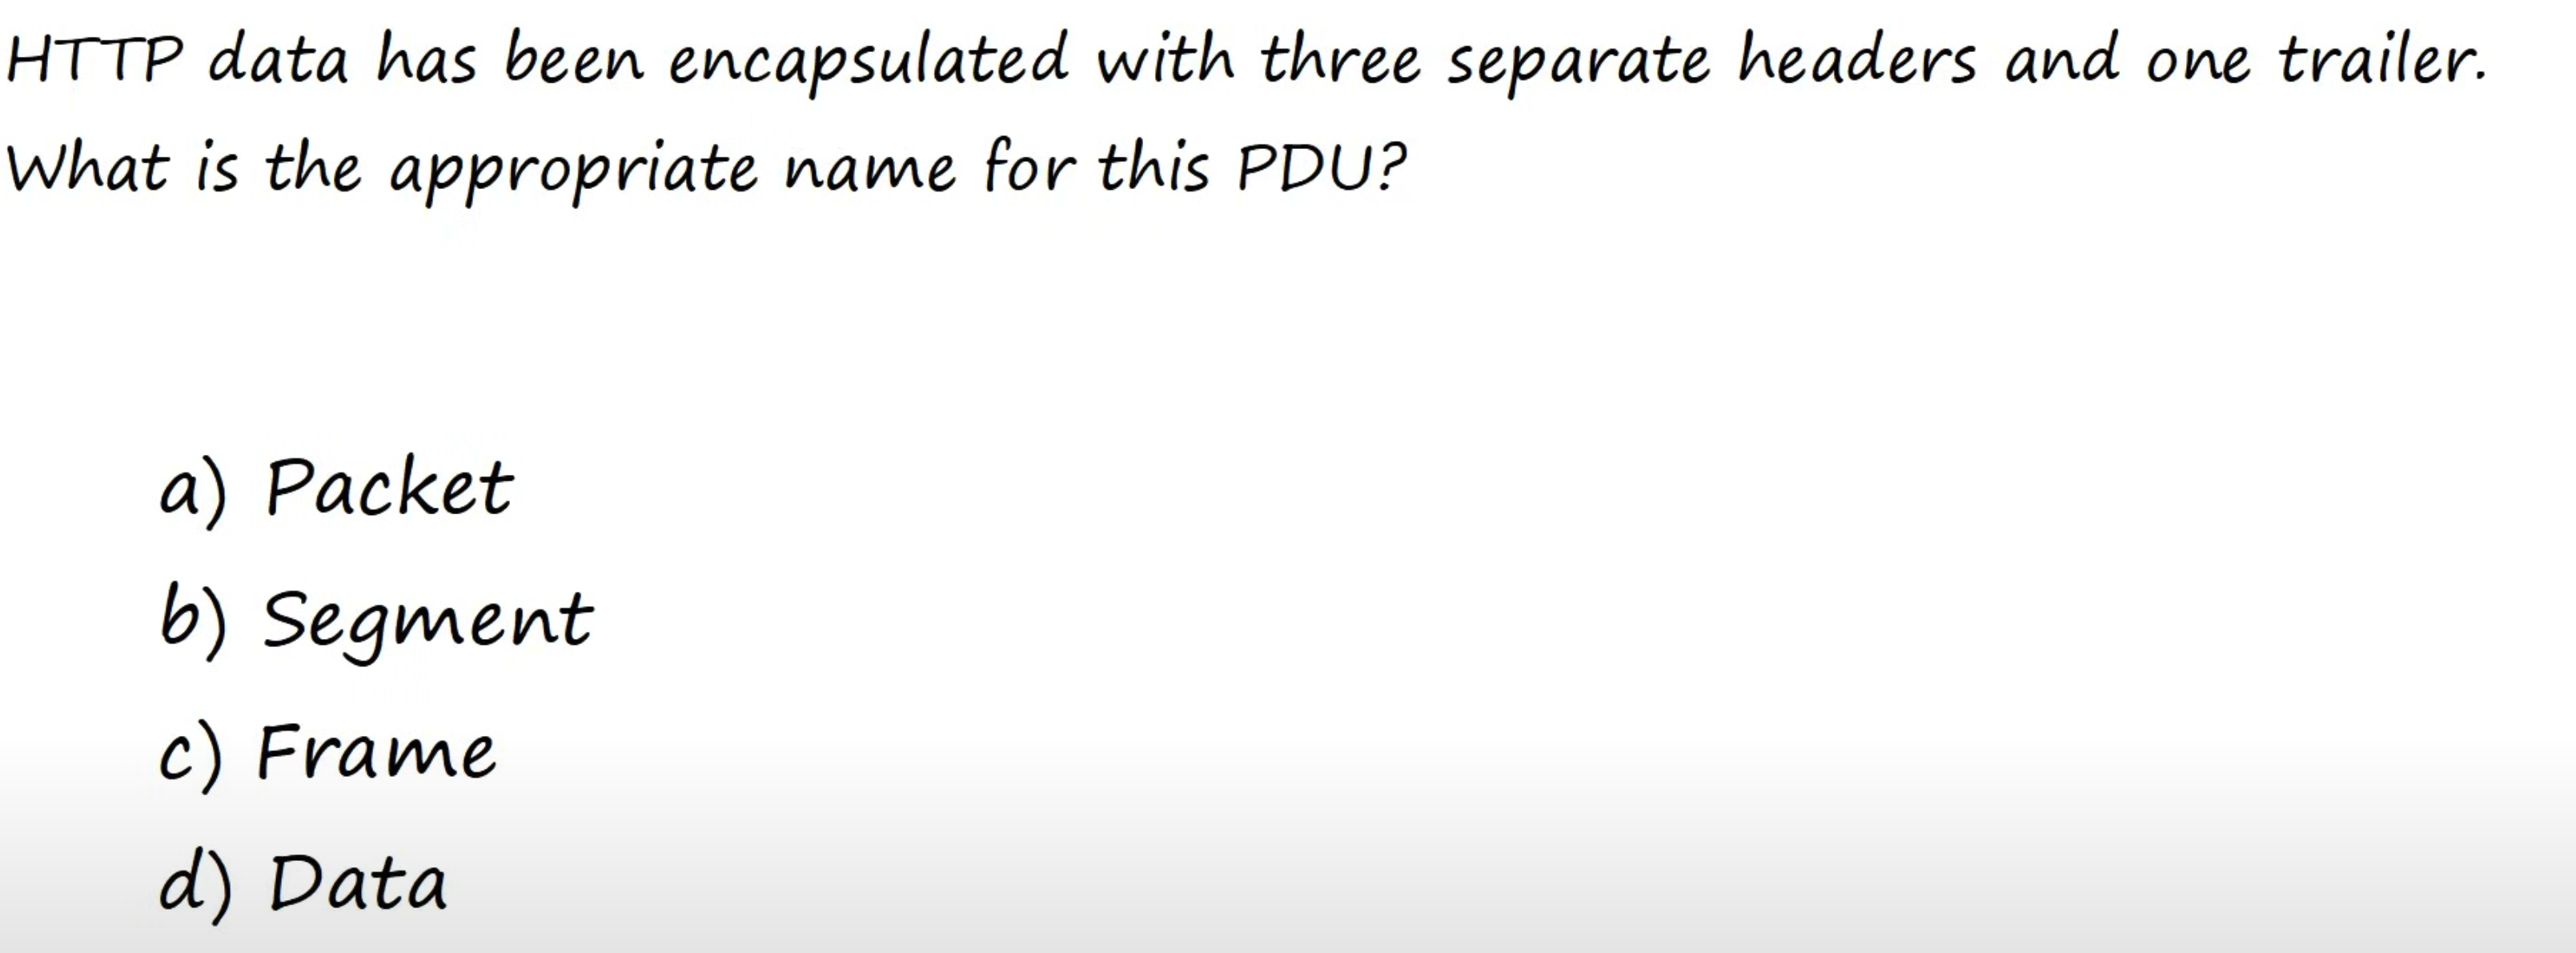 HTTP data has been encapsulated with three separate headers and one trailer.
What is the appropriate name for this PDU?
a) Packet
b) Segment
c) Frame
d) Data